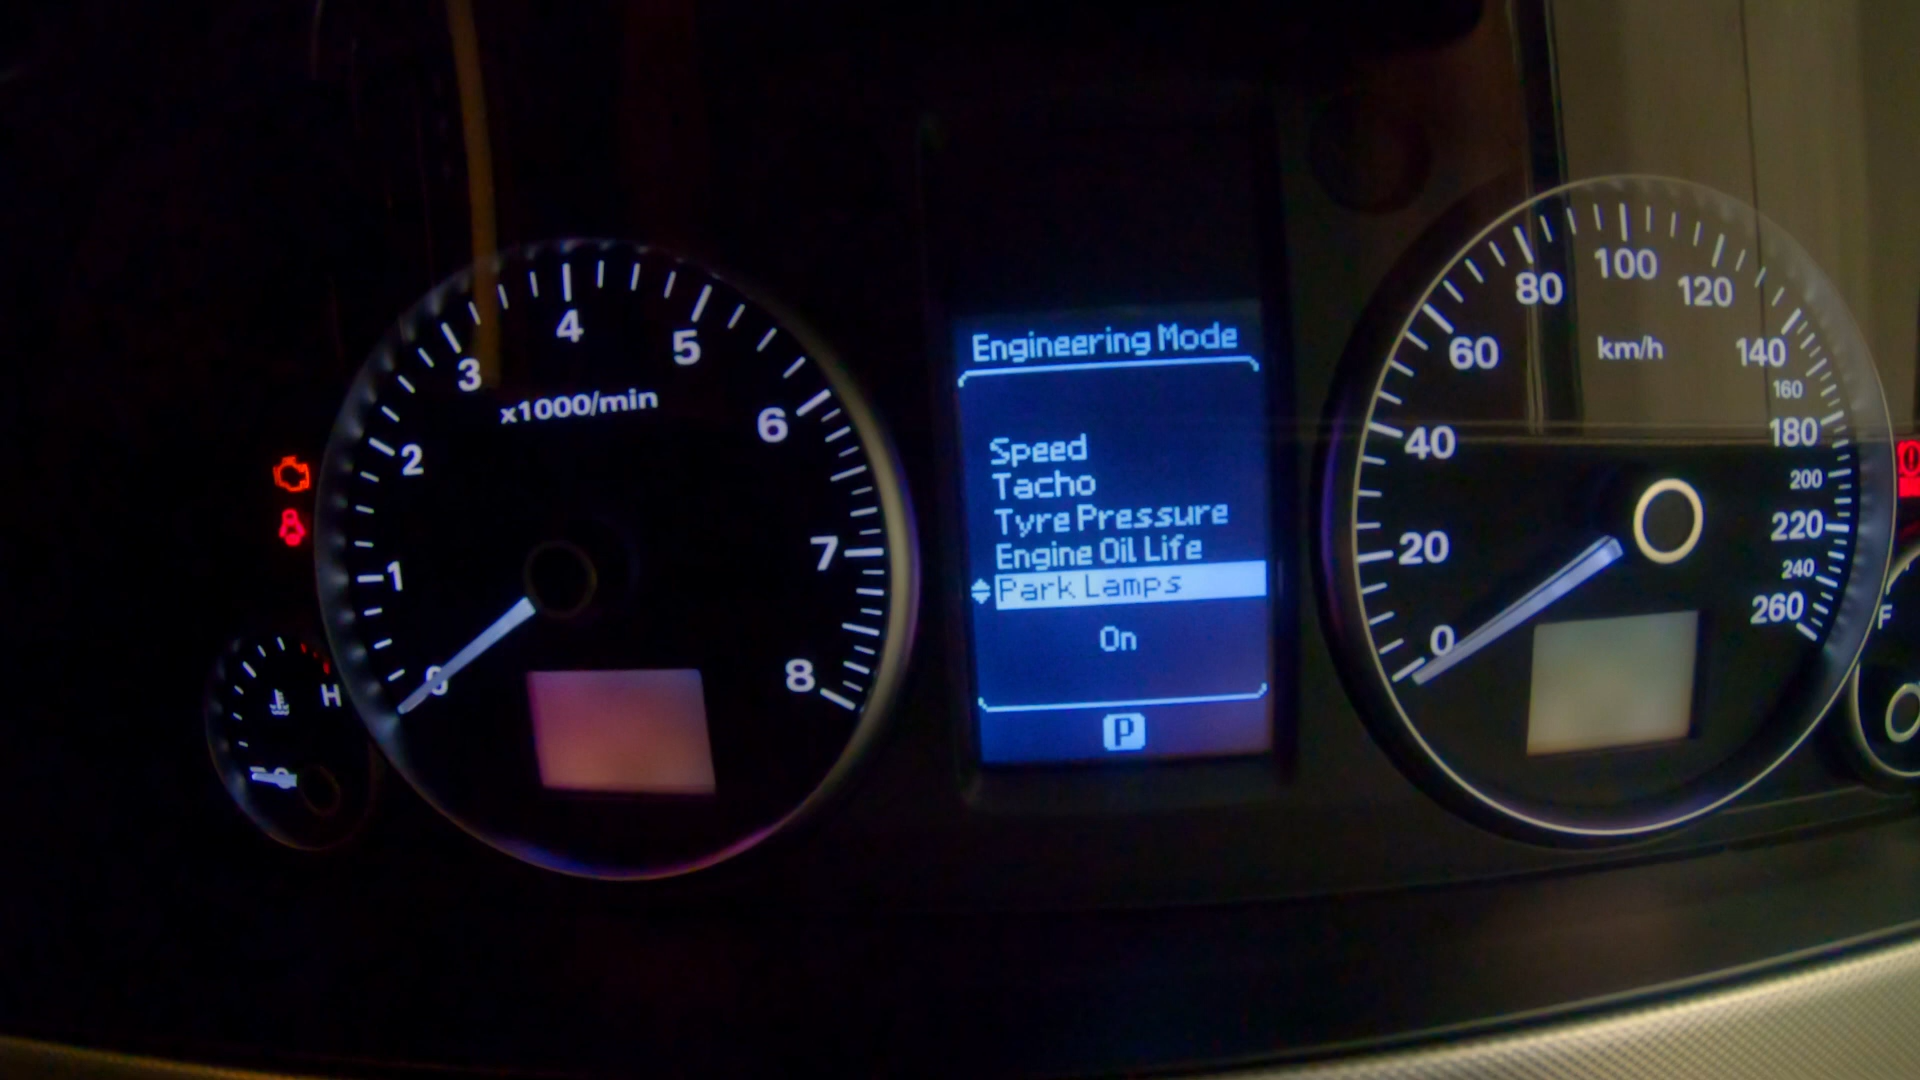 x1000/min
0
1
2
3
4
5
6
7
8
H
Engineering Mode
Speed
Tacho
Tyre Pressure
Engine Oil Life
Park Lamps
On
P
km/h
0
20
40
60
80
100
120
140
160
180
200
220
240
260
F